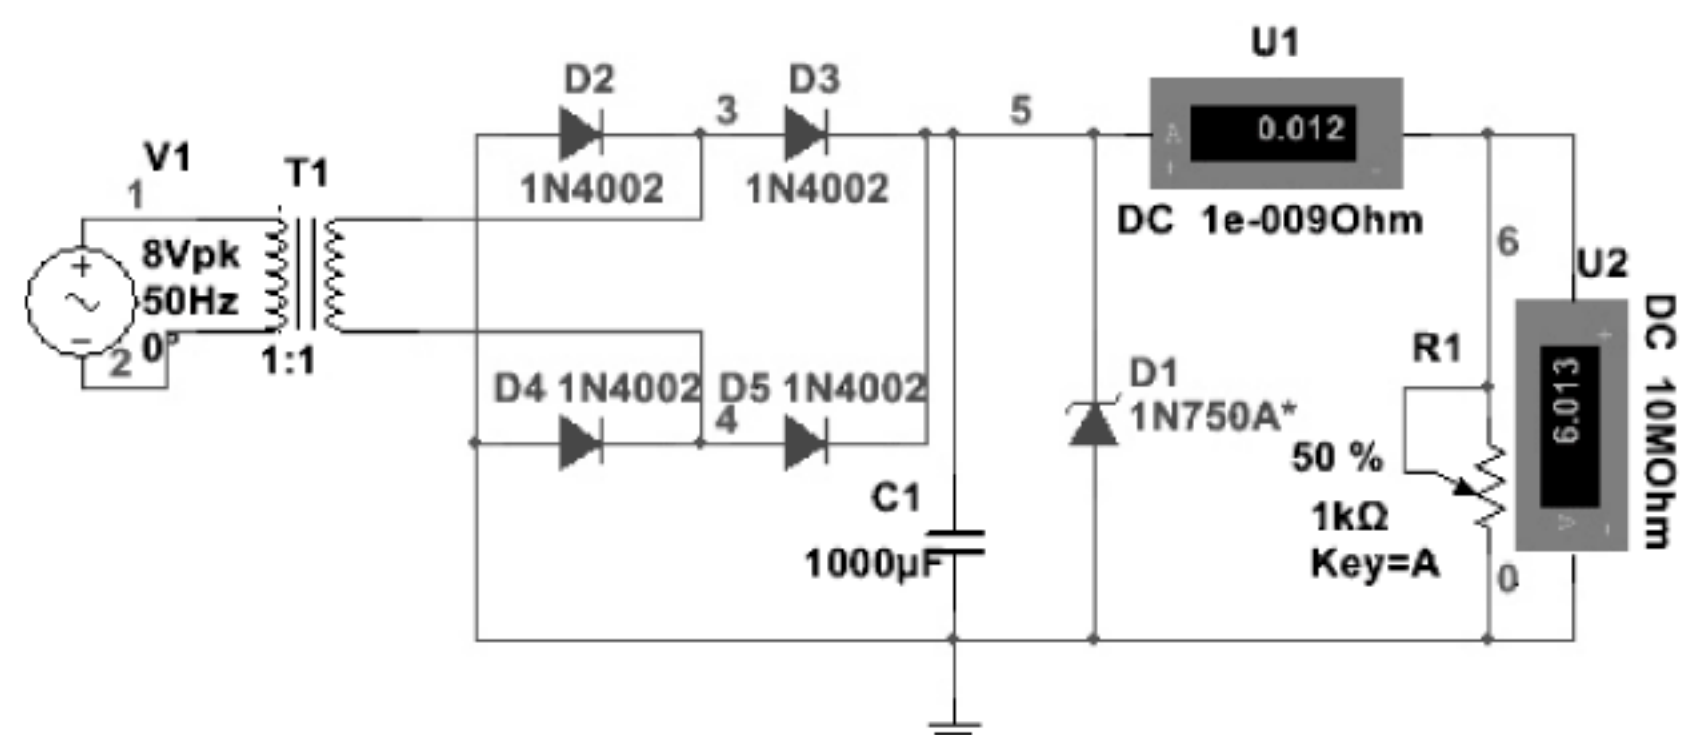 U1
D2
D3
3
5
0.012
A
+
-
V1
1
T1
1N4002
1N4002
DC 1e-009Ohm
8Vpk
50Hz
0°
2
1:1
6
U2
+
DC 10MOhm
6.013
V
-
R1
D4 1N4002
D5 1N4002
4
D1
1N750A*
50 %
1kΩ
Key=A
C1
1000µF
0